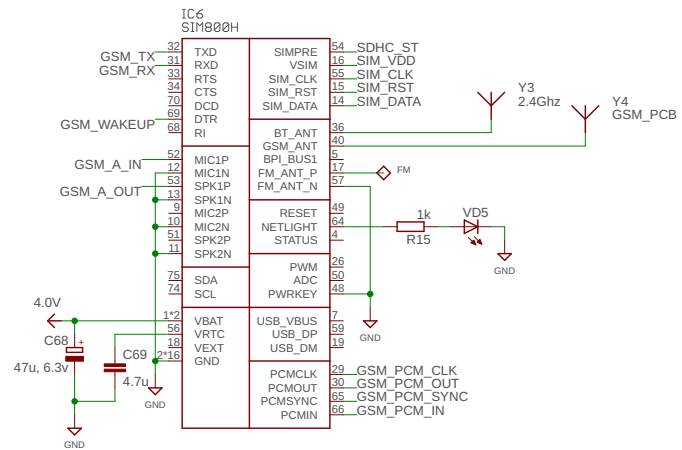 IC6
SIM800H
GSM_TX 32 TXD SIMPRE 54 SDHC_ST
GSM_RX 31 RXD VSIM 16 SIM_VDD
33 RTS SIM_CLK 55 SIM_CLK
34 CTS SIM_RST 15 SIM_RST
70 DCD SIM_DATA 14 SIM_DATA
GSM_WAKEUP 69 DTR
68 RI BT_ANT 36
Y3
2.4Ghz
Y4
GSM_PCB
GSM_ANT 40
GSM_A_IN 52 MIC1P BPI_BUS1 5
12 MIC1N FM_ANT_P 17 FM
GSM_A_OUT 53 SPK1P FM_ANT_N 57
13 SPK1N
9 MIC2P RESET 49
10 MIC2N NETLIGHT 64 1k R15 VD5
51 SPK2P STATUS 4
11 SPK2N
GND
PWM 26
75 SDA ADC 50
74 SCL PWRKEY 48
GND
4.0V
1*2 VBAT USB_VBUS 7
56 VRTC USB_DP 59
18 VEXT USB_DM 19
2*16 GND
C68
+
47u, 6.3v
C69
4.7u
GND
GND
PCMCLK 29 GSM_PCM_CLK
PCMOUT 30 GSM_PCM_OUT
PCMSYNC 65 GSM_PCM_SYNC
PCMIN 66 GSM_PCM_IN